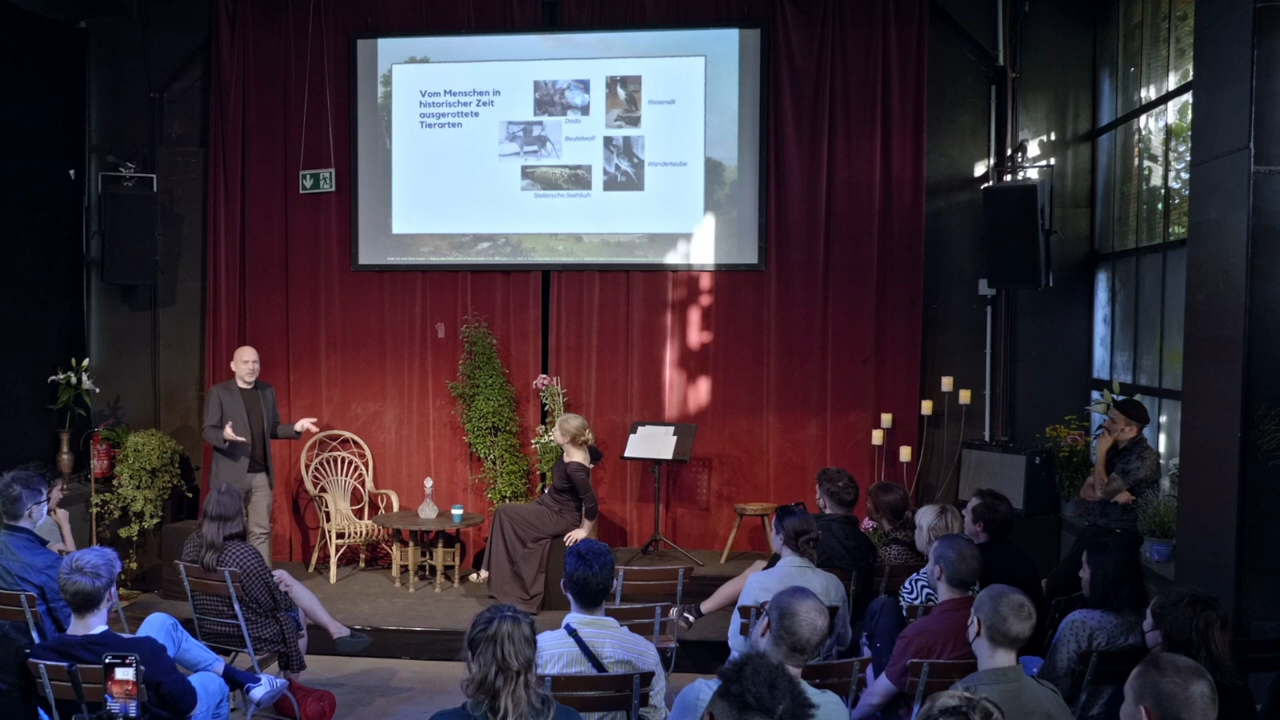 Vom Menschen in
historischer Zeit
ausgerottete
Tierarten
Dodo
Riesenalk
Beutelwolf
Wandertaube
Stellersche Seekuh